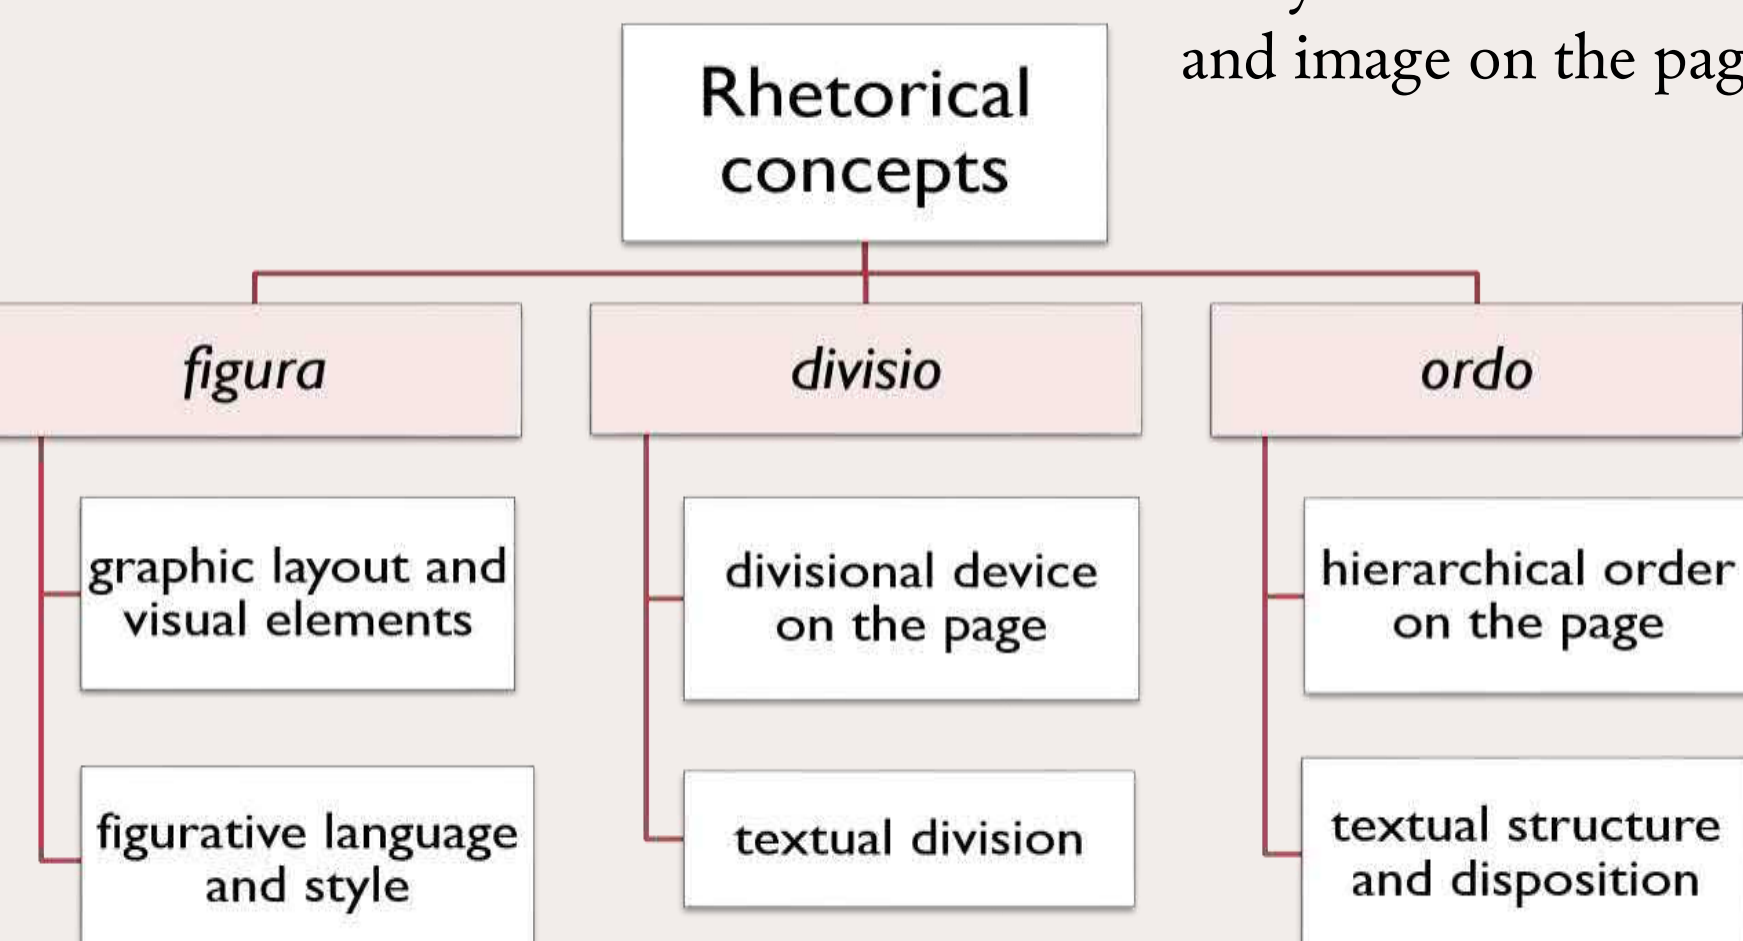 and image on the
Rhetorical
concepts
figura
divisio
ordo
graphic layout and
visual elements
divisional device
on the page
hierarchical order
on the page
figurative language
and style
textual division
textual structure
and disposition